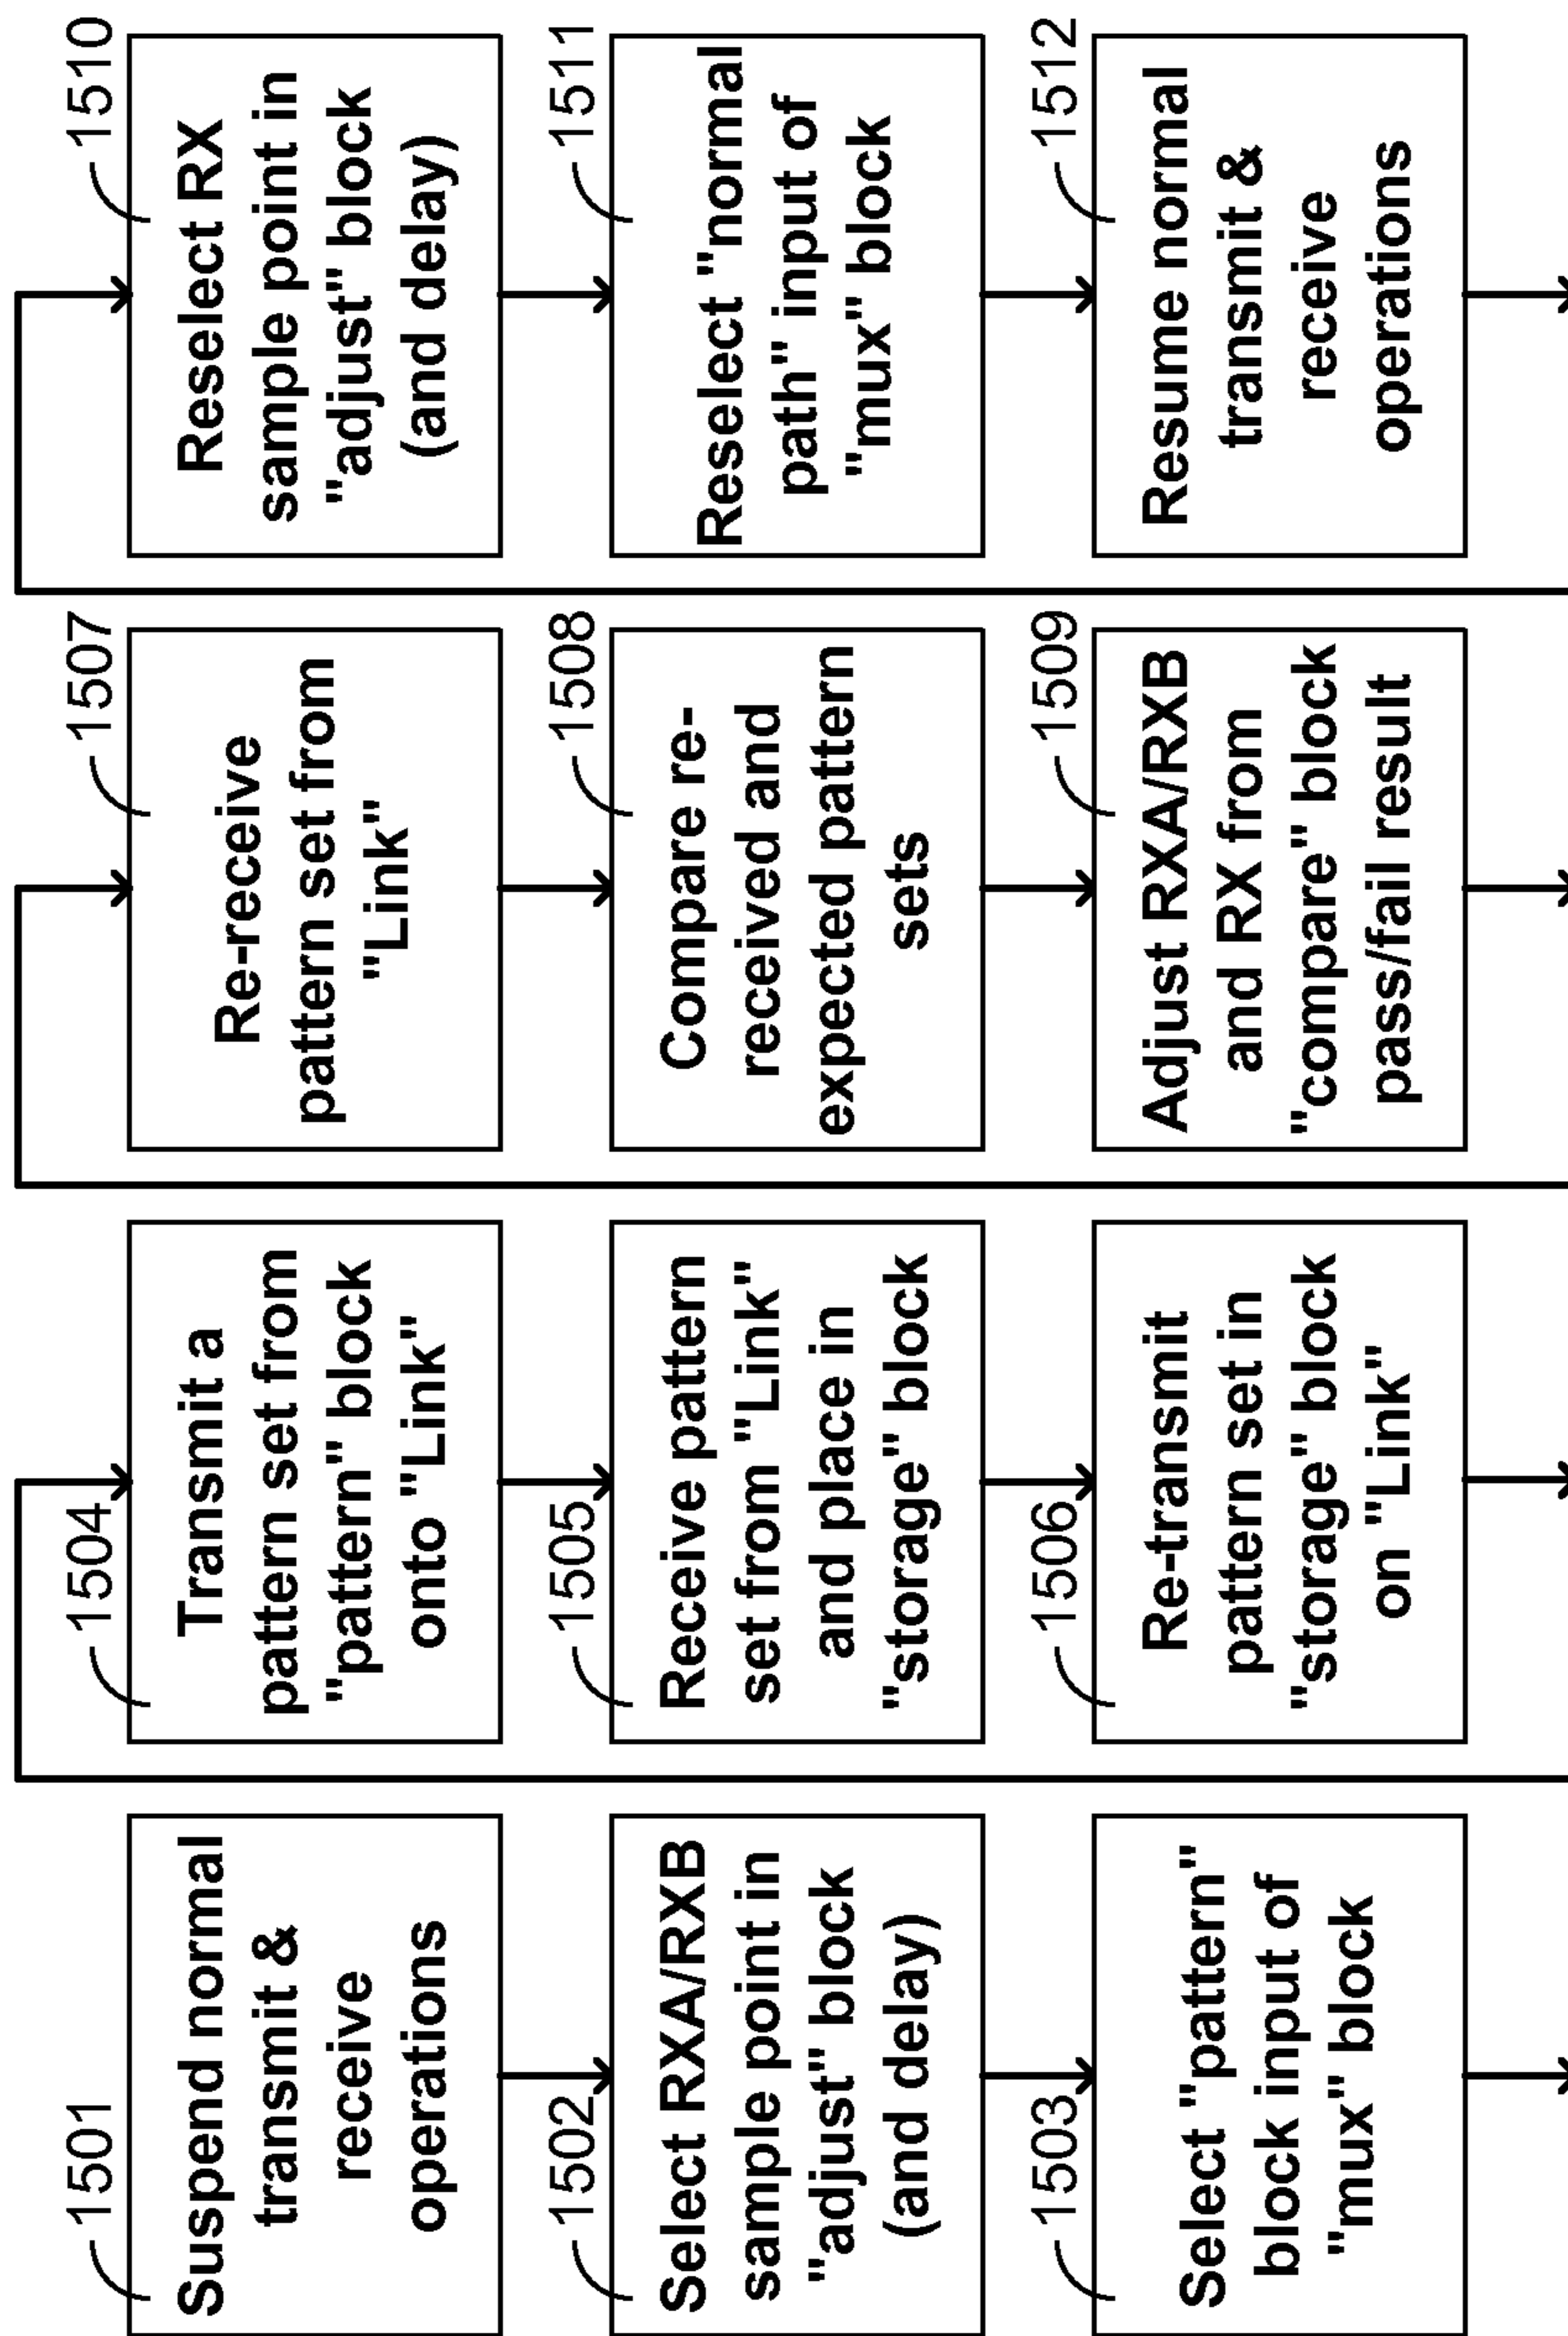 1501
Suspend normal
transmit &
receive
operations
1502
Select RXA/RXB
sample point in
"adjust" block
(and delay)
1503
Select "pattern"
block input of
"mux" block
1504
Transmit a
pattern set from
"pattern" block
onto "Link"
1505
Receive pattern
set from "Link"
and place in
"storage" block
1506
Re-transmit
pattern set in
"storage" block
on "Link"
1507
Re-receive
pattern set from
"Link"
1508
Compare re-
received and
expected pattern
sets
1509
Adjust RXA/RXB
and RX from
"compare" block
pass/fail result
1510
Reselect RX
sample point in
"adjust" block
(and delay)
1511
Reselect "normal
path" input of
"mux" block
1512
Resume normal
transmit &
receive
operations